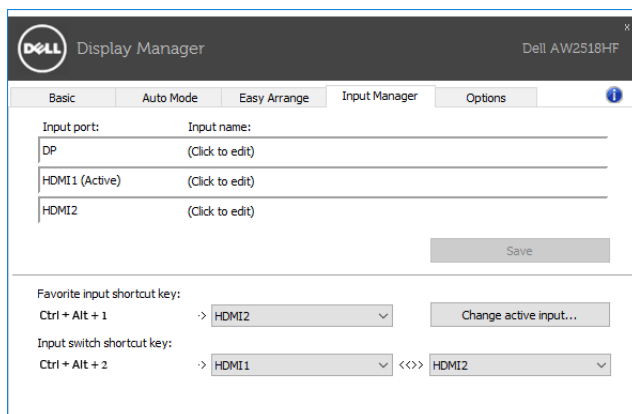 x
DELL Display Manager Dell AW2518HF
Basic Auto Mode Easy Arrange Input Manager Options i
Input port: Input name:
DP (Click to edit)
HDMI1 (Active) (Click to edit)
HDMI2 (Click to edit)
Save
Favorite input shortcut key:
Ctrl + Alt + 1 -> HDMI2 Change active input...
Input switch shortcut key:
Ctrl + Alt + 2 -> HDMI1 <<>> HDMI2